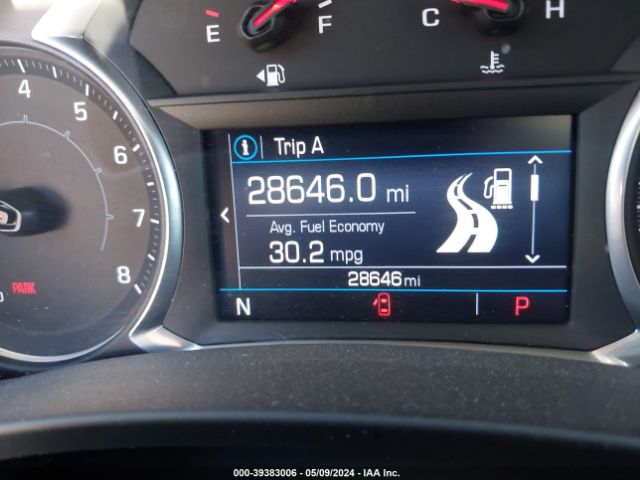 E F C H
4
5
6
7
8
PARK
Trip A
28646.0 mi
Avg. Fuel Economy
30.2 mpg
28646 mi
N P
000-39383006 / 05/09/2024 - IAA Inc.